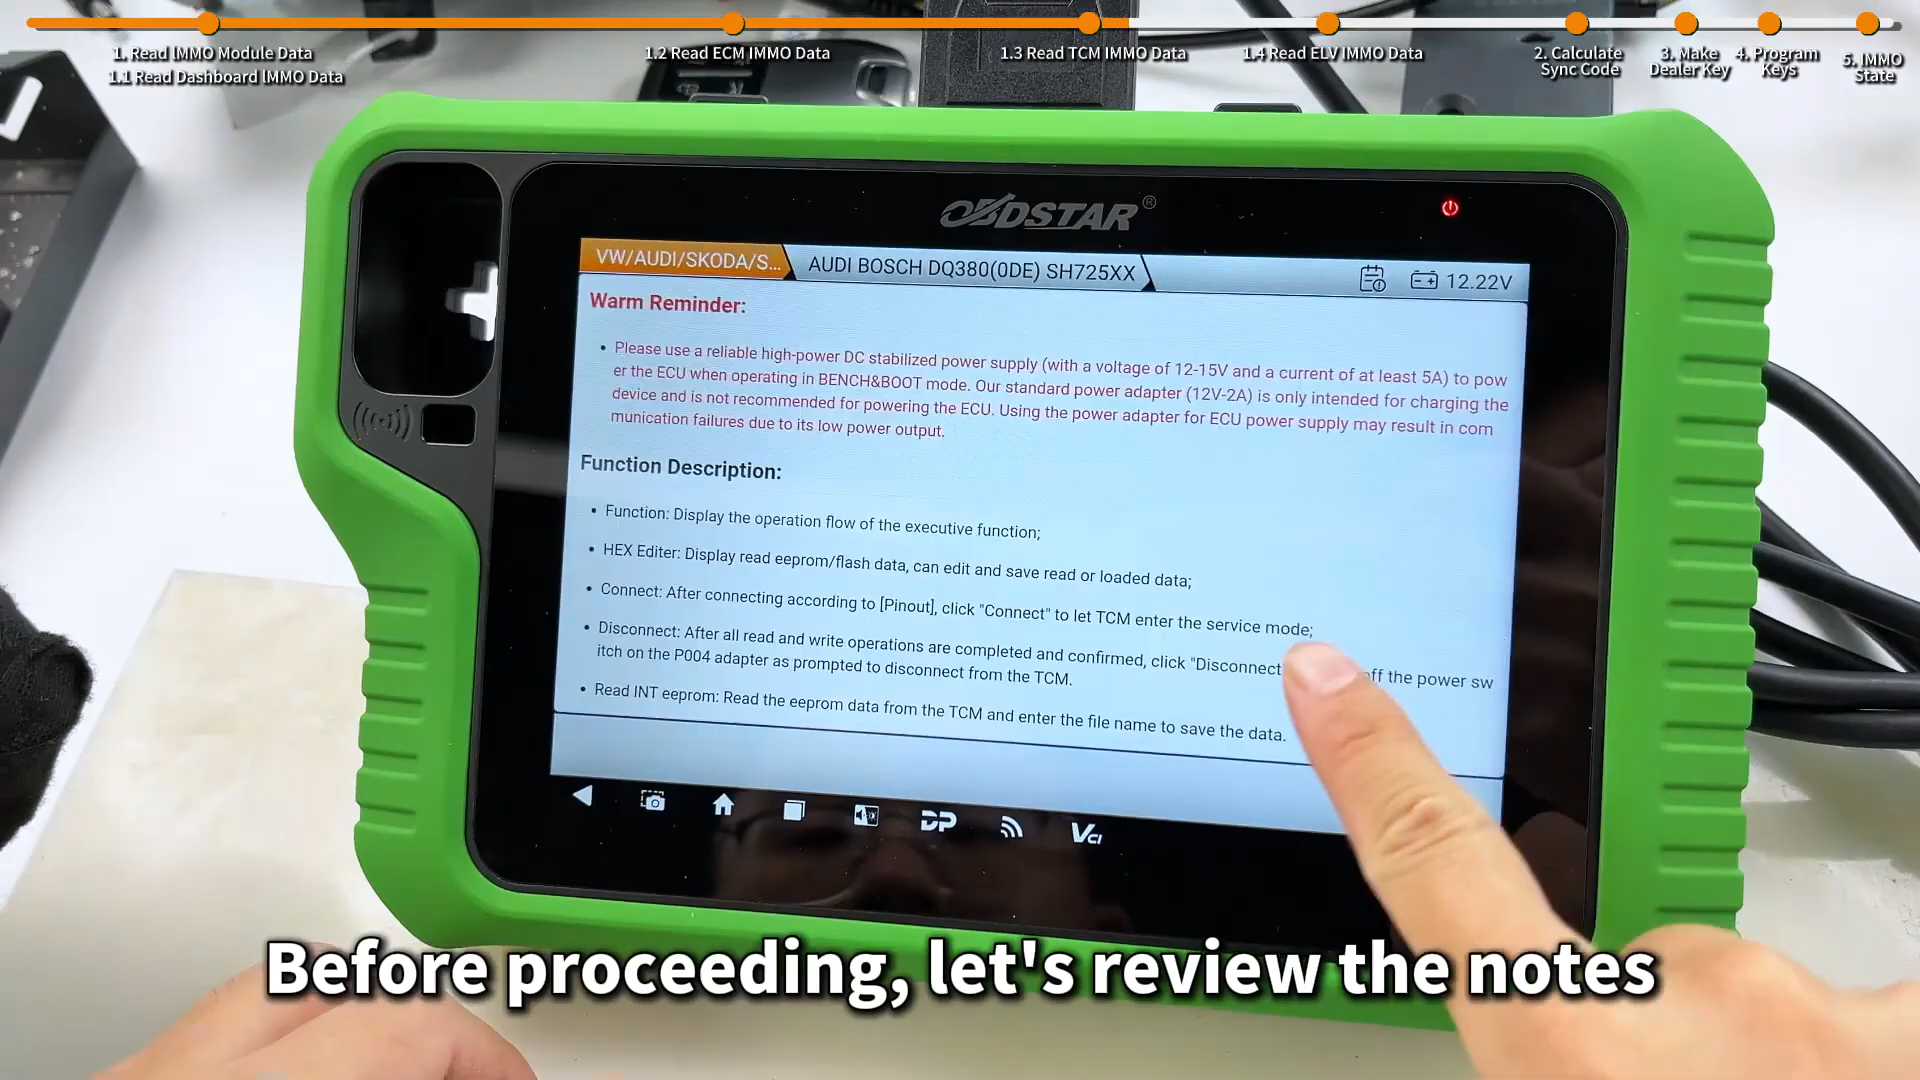 1. Read IMMO Module Data
1.1 Read Dashboard IMMO Data
1.2 Read ECM IMMO Data
1.3 Read TCM IMMO Data
1.4 Read ELV IMMO Data
2. Calculate
Sync Code
3. Make
Dealer Key
4. Program
Keys
5. IMMO
State
OBDSTAR®
VW/AUDI/SKODA/S...
AUDI BOSCH DQ380(0DE) SH725XX
12.22V
Warm Reminder:
• Please use a reliable high-power DC stabilized power supply (with a voltage of 12-15V and a current of at least 5A) to pow
er the ECU when operating in BENCH&BOOT mode. Our standard power adapter (12V-2A) is only intended for charging the
device and is not recommended for powering the ECU. Using the power adapter for ECU power supply may result in com
munication failures due to its low power output.
Function Description:
• Function: Display the operation flow of the executive function;
• HEX Editer: Display read eeprom/flash data, can edit and save read or loaded data;
• Connect: After connecting according to [Pinout], click "Connect" to let TCM enter the service mode;
• Disconnect: After all read and write operations are completed and confirmed, click "Disconnect off the power sw
itch on the P004 adapter as prompted to disconnect from the TCM.
• Read INT eeprom: Read the eeprom data from the TCM and enter the file name to save the data.
DP
VCI
Before proceeding, let's review the notes